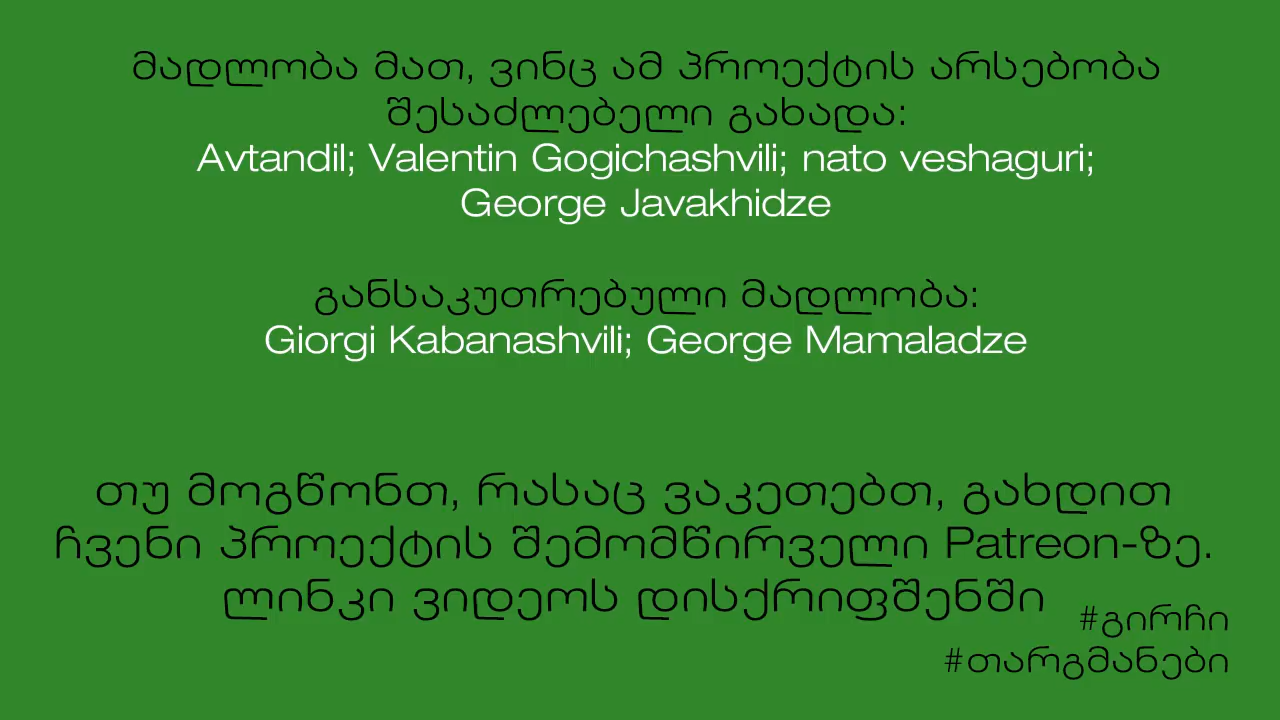 მადლობა მათ, ვინც ამ პროექტის არსებობა
შესაძლებელი გახადა:
Avtandil; Valentin Gogichashvili; nato veshaguri;
George Javakhidze
განსაკუთრებული მადლობა:
Giorgi Kabanashvili; George Mamaladze
თუ მოგწონთ, რასაც ვაკეთებთ, გახდით
ჩვენი პროექტის შემომწირველი Patreon-ზე.
ლინკი ვიდეოს დისქრიფშენში
#გირჩი
#თარგმანები